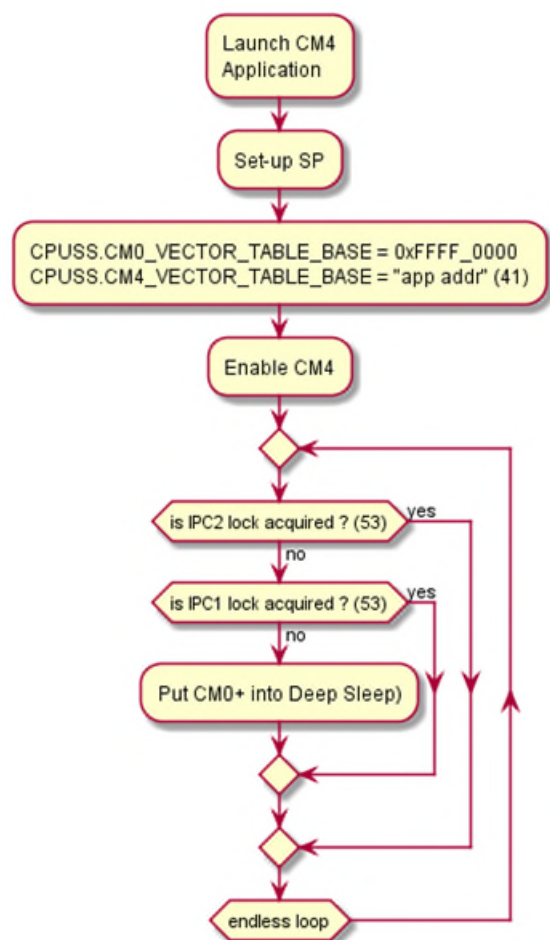 Launch CM4
Application
Set-up SP
CPUSS.CM0_VECTOR_TABLE_BASE = 0xFFFF_0000
CPUSS.CM4_VECTOR_TABLE_BASE = "app addr" (41)
Enable CM4
is IPC2 lock acquired ? (53)
yes
no
is IPC1 lock acquired ? (53)
yes
no
Put CM0+ into Deep Sleep)
endless loop